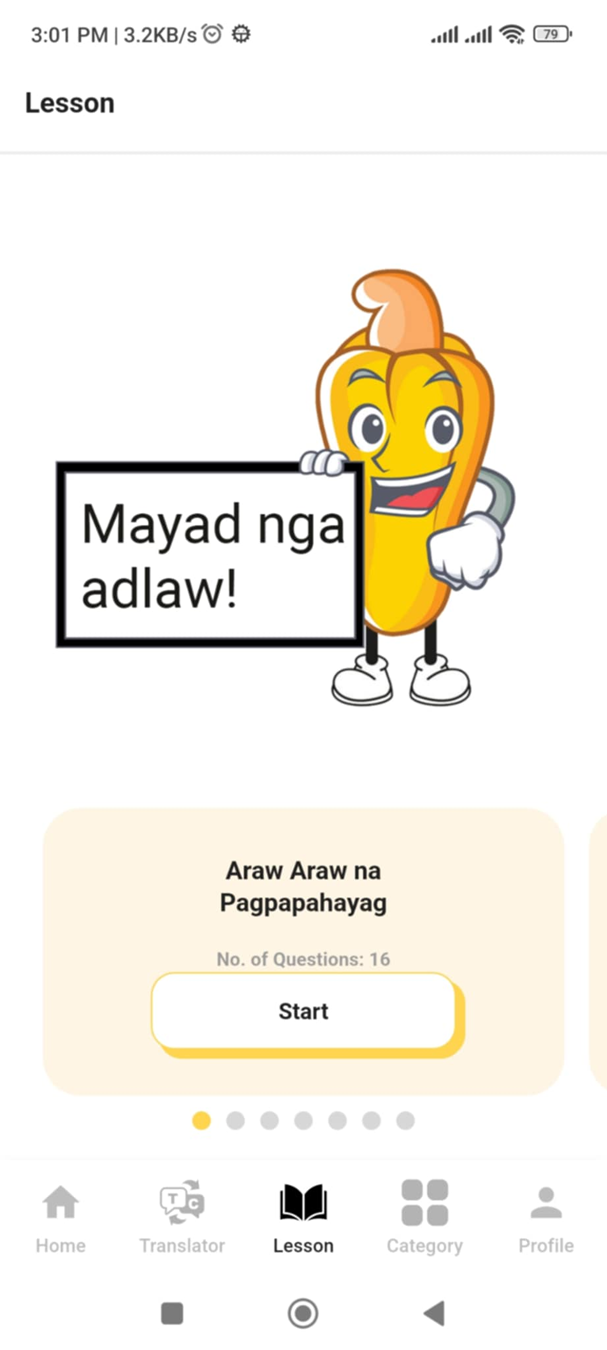 3:01 PM | 3.2KB/s
79
Lesson
Mayad nga
adlaw!
Araw Araw na
Pagpapahayag
No. of Questions: 16
Start
T C
Home Translator Lesson Category Profile